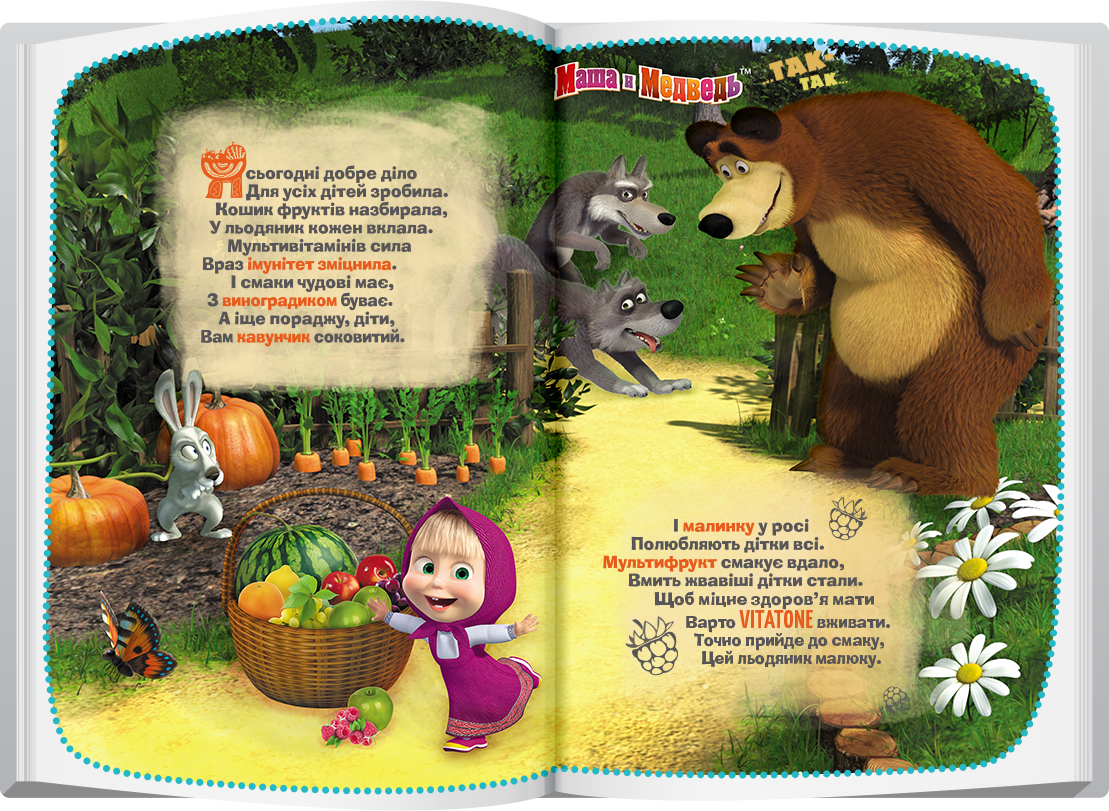 Я сьогодні добре діло
Для усіх дітей зробила.
Кошик фруктів назбирала,
У льодяник кожен вклала.
Мультивітамінів сила
Враз імунітет зміцнила.
І смаки чудові має,
З виноградиком буває.
А іще пораджу, діти,
Вам кавунчик соковитий.
Маша и Медведь™
...ТАК-
ТАК...
І малинку у росі
Полюбляють дітки всі.
Мультифрукт смакує вдало,
Вмить жвавіші дітки стали.
Щоб міцне здоров’я мати
Варто VITATONE вживати.
Точно прийде до смаку,
Цей льодяник малюку.